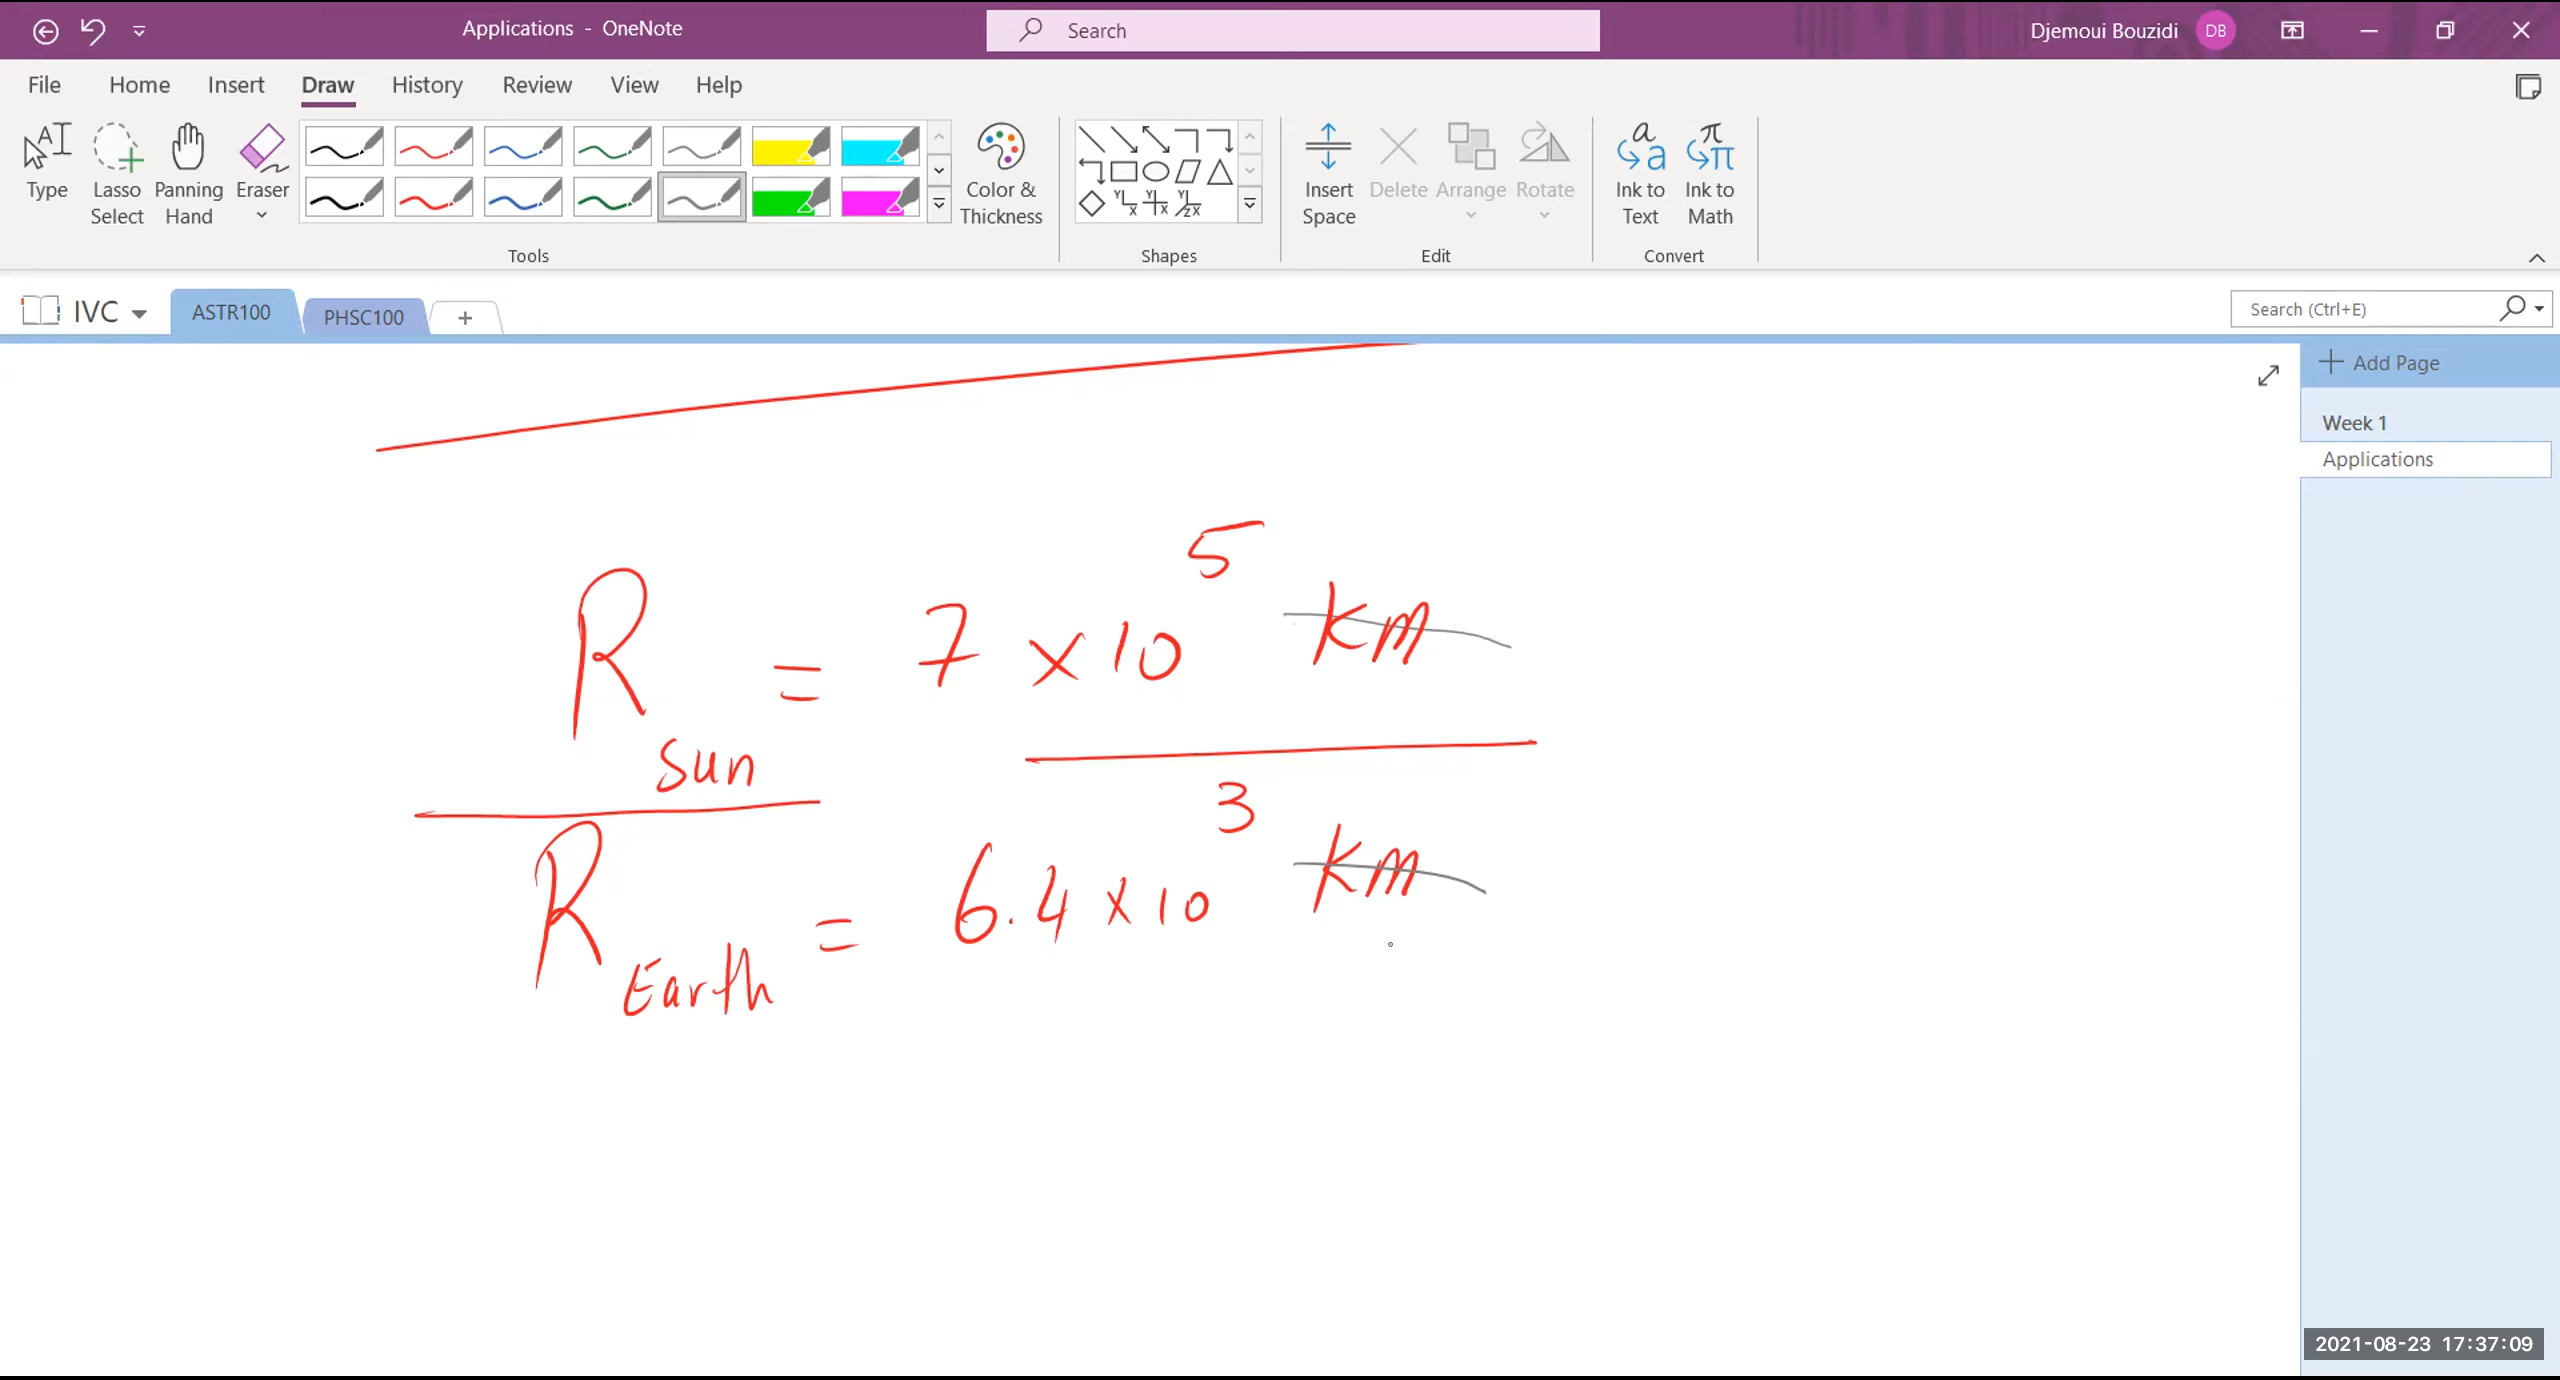 Applications - OneNote
Search
Djemoui Bouzidi DB
File Home Insert Draw History Review View Help
Type
Lasso Select
Panning Hand
Eraser
Color & Thickness
Insert Space
Delete
Arrange
Rotate
Ink to Text
Ink to Math
Tools
Shapes
Edit
Convert
IVC
ASTR100
PHSC100
+
Search (Ctrl+E)
Add Page
Week 1
Applications
R sun = 7 × 10^5 km
R Earth = 6.4 × 10^3 km
2021-08-23 17:37:09